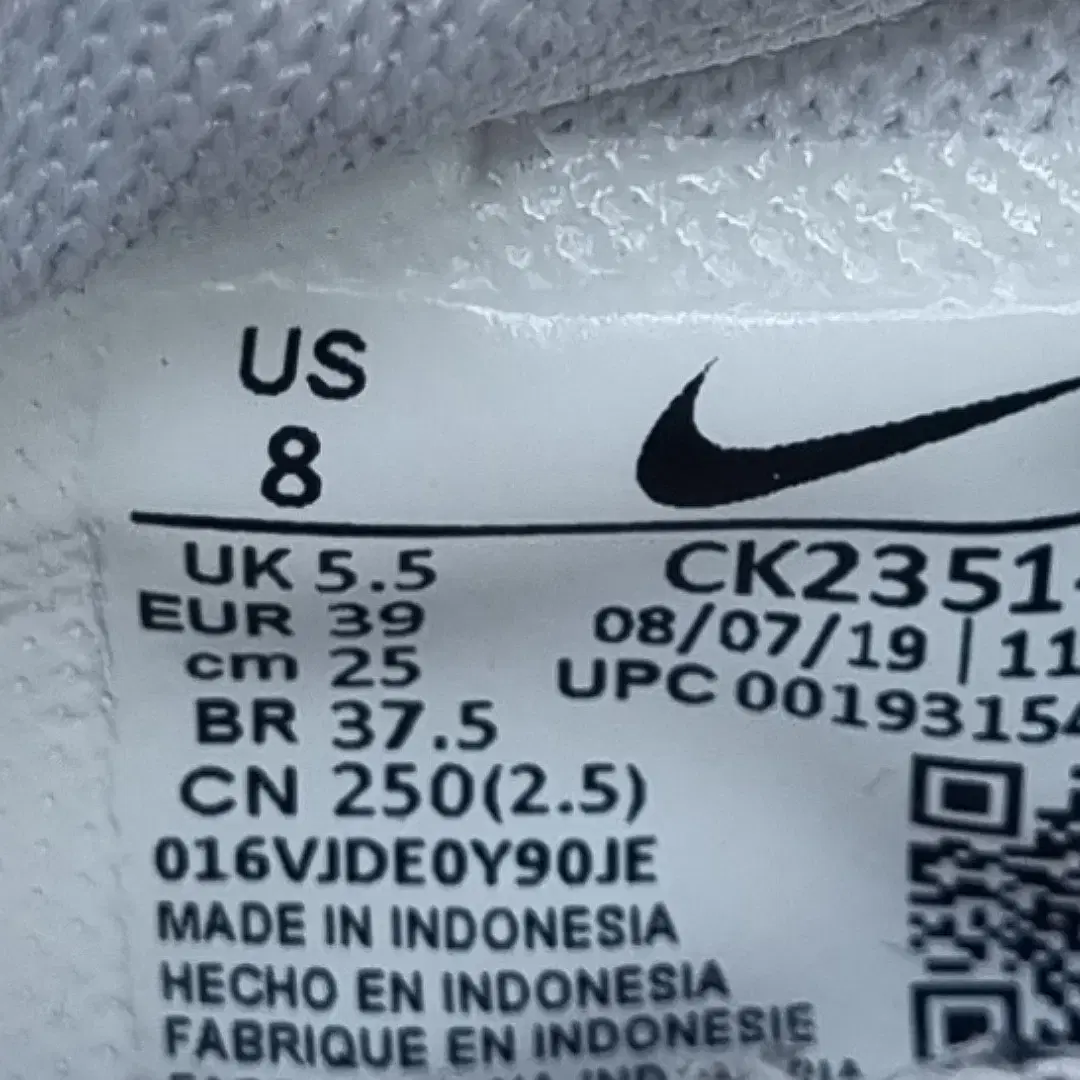 US
8
UK 5.5
EUR 39
cm 25
BR 37.5
CN 250(2.5)
016VJDE0Y90JE
MADE IN INDONESIA
HECHO EN INDONESIA
FABRIQUE EN INDONESIE
CK2351
08/07/19 | 11
UPC 00193154